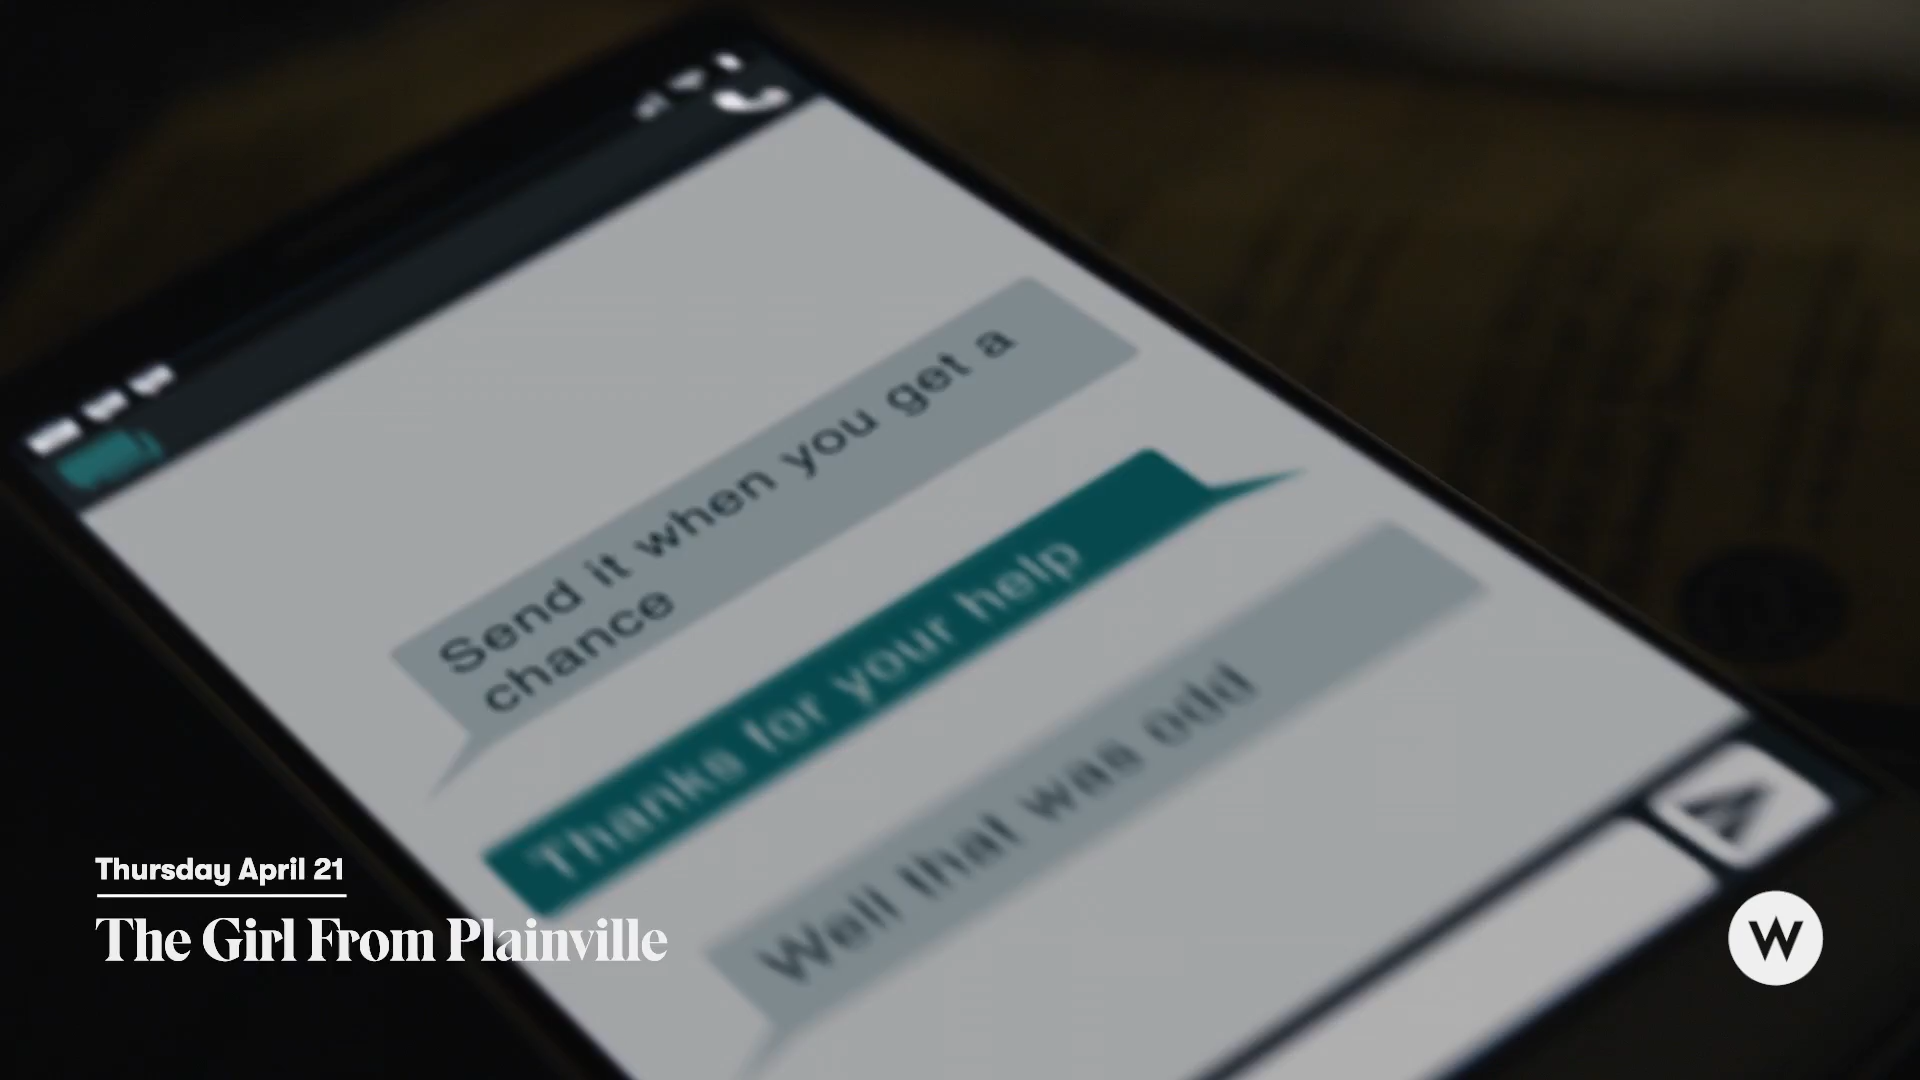 Send it when you get a
chance
Thanks for your help
Well that was odd
Thursday April 21
The Girl From Plainville
W